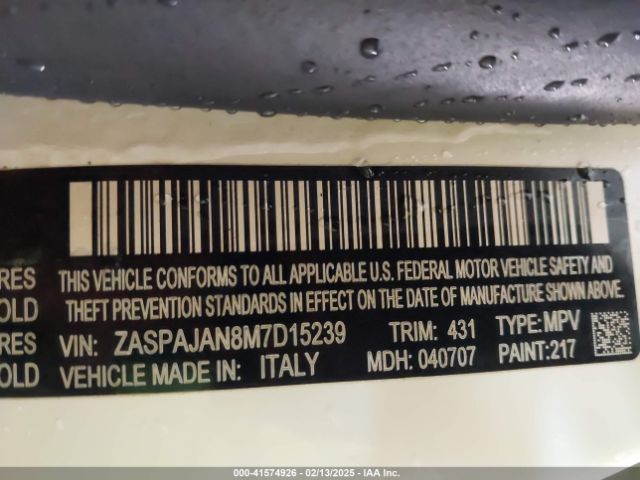 THIS VEHICLE CONFORMS TO ALL APPLICABLE U.S. FEDERAL MOTOR VEHICLE SAFETY AND
THEFT PREVENTION STANDARDS IN EFFECT ON THE DATE OF MANUFACTURE SHOWN ABOVE.
RES
OLD
RES
OLD
VIN: ZASPAJAN8M7D15239 TRIM: 431 TYPE: MPV
VEHICLE MADE IN: ITALY MDH: 040707 PAINT: 217
000-41574926 - 02/13/2025 - IAA, LLC